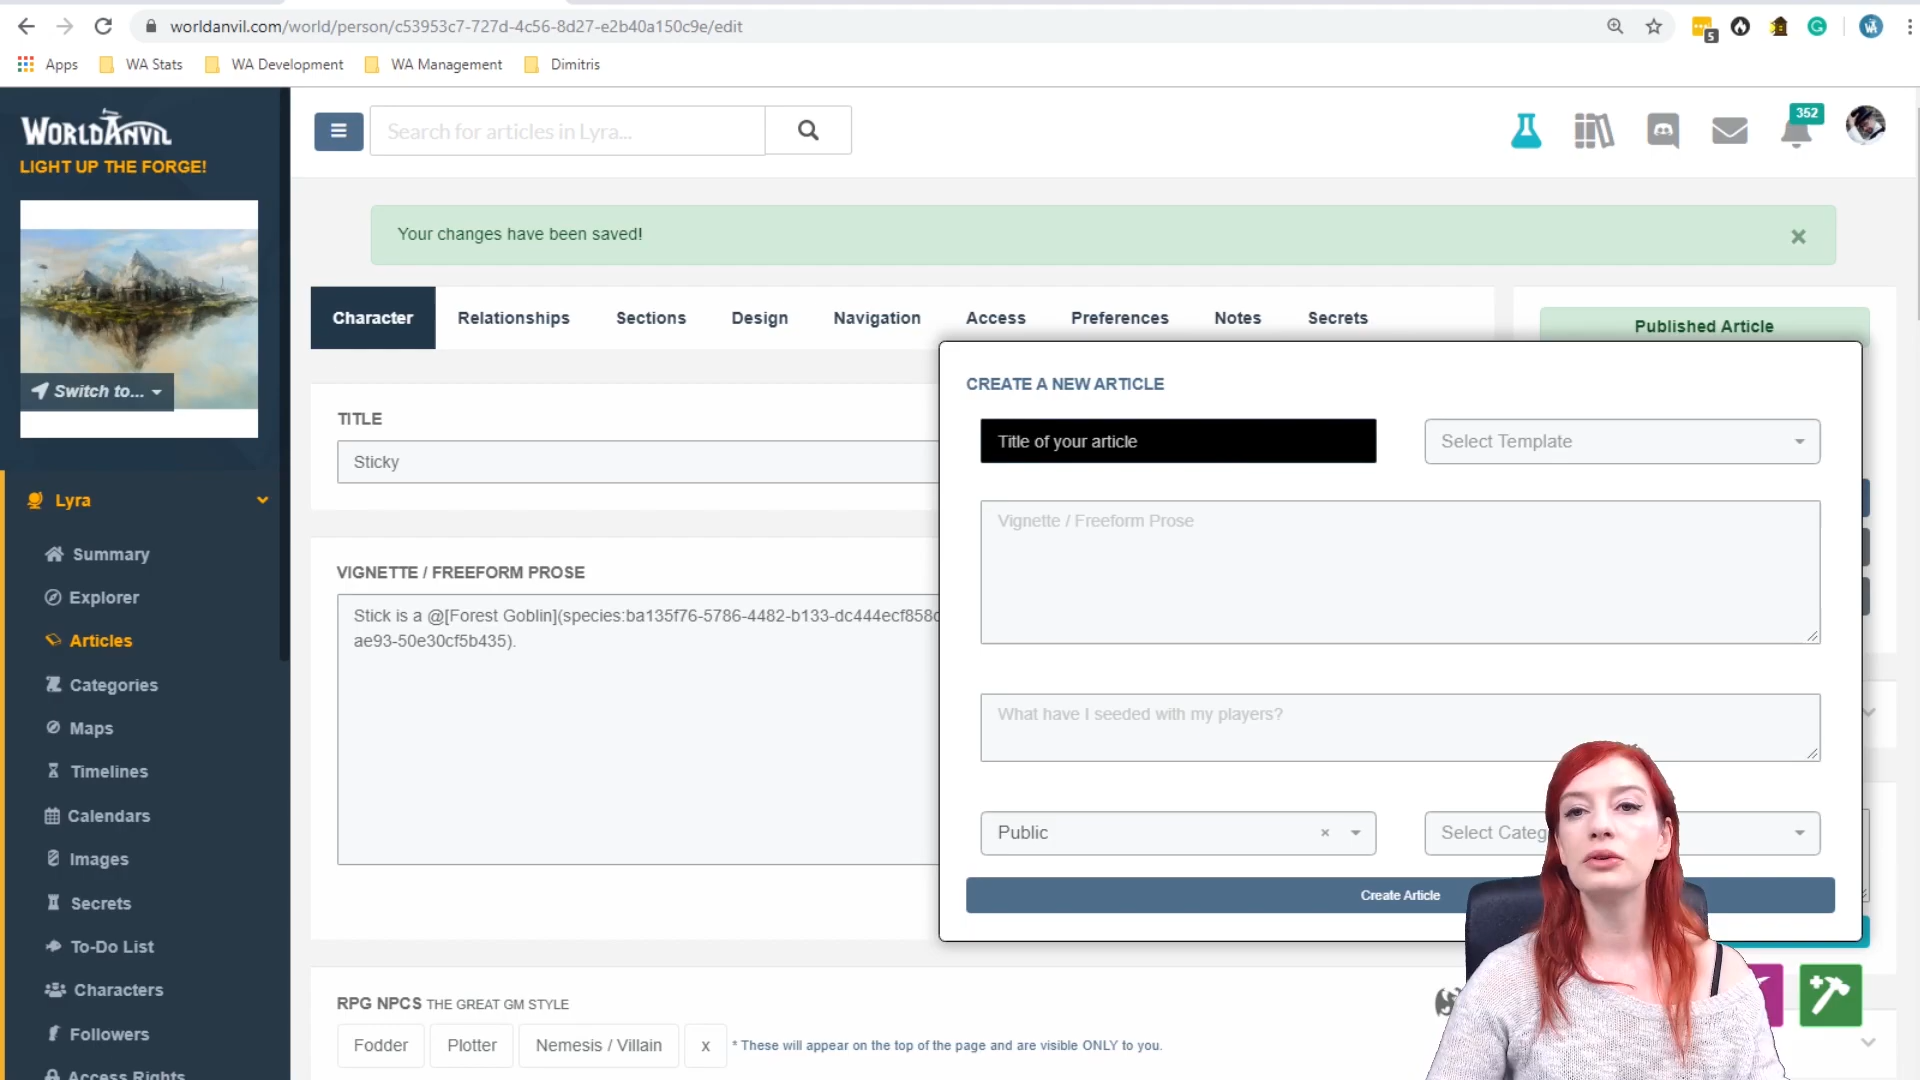 worldanvil.com/world/person/c53953c7-727d-4c56-8d27-e2b40a150c9e/edit
5
Apps
WA Stats
WA Development
WA Management
Dimitris
WORLDANVIL
LIGHT UP THE FORGE!
Search for articles in Lyra...
352
Your changes have been saved!
×
Switch to...
Character
Relationships
Sections
Design
Navigation
Access
Preferences
Notes
Secrets
Published Article
TITLE
Sticky
CREATE A NEW ARTICLE
Title of your article
Select Template
Vignette / Freeform Prose
What have I seeded with my players?
Public
×
Select Categ
Create Article
VIGNETTE / FREEFORM PROSE
Stick is a @[Forest Goblin](species:ba135f76-5786-4482-b133-dc444ecf858
ae93-50e30cf5b435).
Lyra
Summary
Explorer
Articles
Categories
Maps
Timelines
Calendars
Images
Secrets
To-Do List
Characters
Followers
Access Rights
RPG NPCS THE GREAT GM STYLE
Fodder
Plotter
Nemesis / Villain
x
* These will appear on the top of the page and are visible ONLY to you.